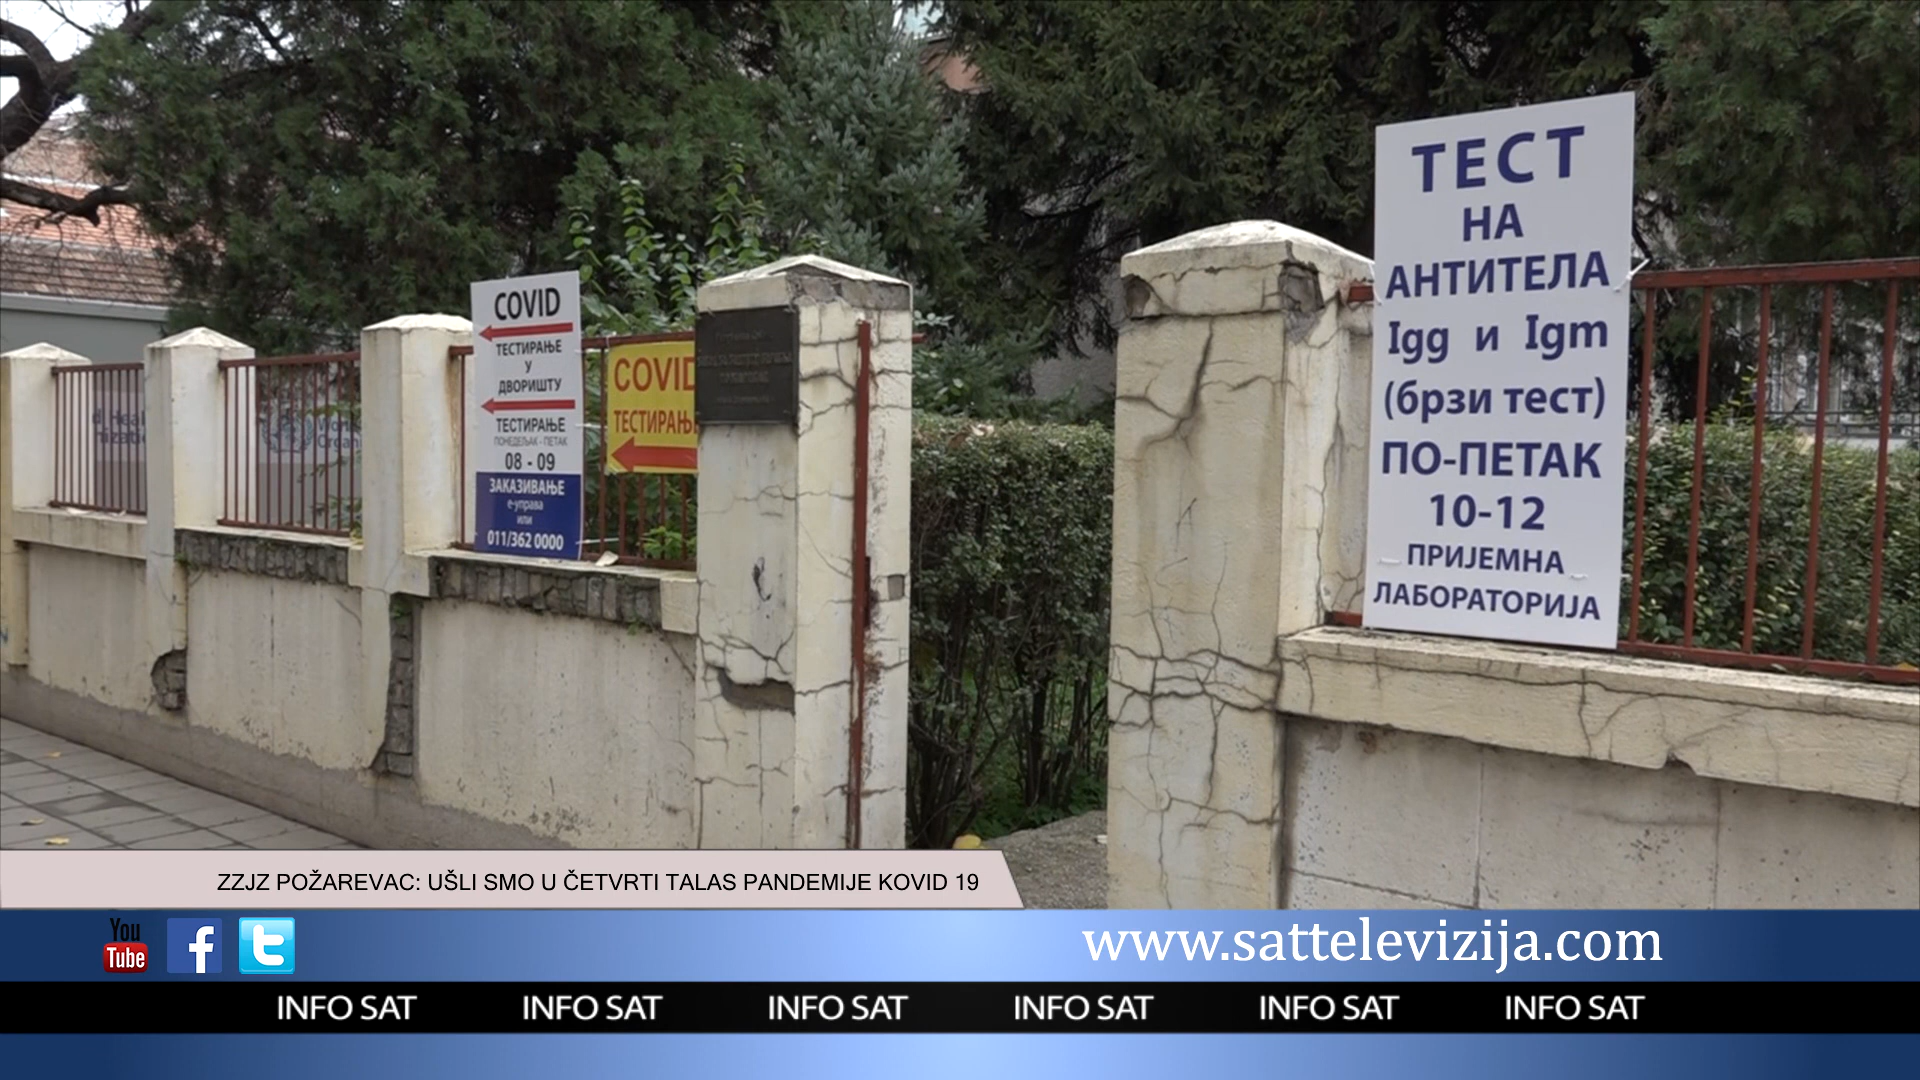 COVID
ТЕСТИРАЊЕ
У
ДВОРИШТУ
ТЕСТИРАЊЕ
ПОНЕДЕЉАК - ПЕТАК
08 - 09
ЗАКАЗИВАЊЕ
е-управа
или
011/362 0000
COVID
ТЕСТИРАЊЕ
ТЕСТ
НА
АНТИТЕЛА
Igg и Igm
(брзи тест)
ПО-ПЕТАК
10-12
ПРИЈЕМНА
ЛАБОРАТОРИЈА
ZZJZ POŽAREVAC: UŠLI SMO U ČETVRTI TALAS PANDEMIJE KOVID 19
You
Tube
www.sattelevizija.com
INFO SAT INFO SAT INFO SAT INFO SAT INFO SAT INFO SAT